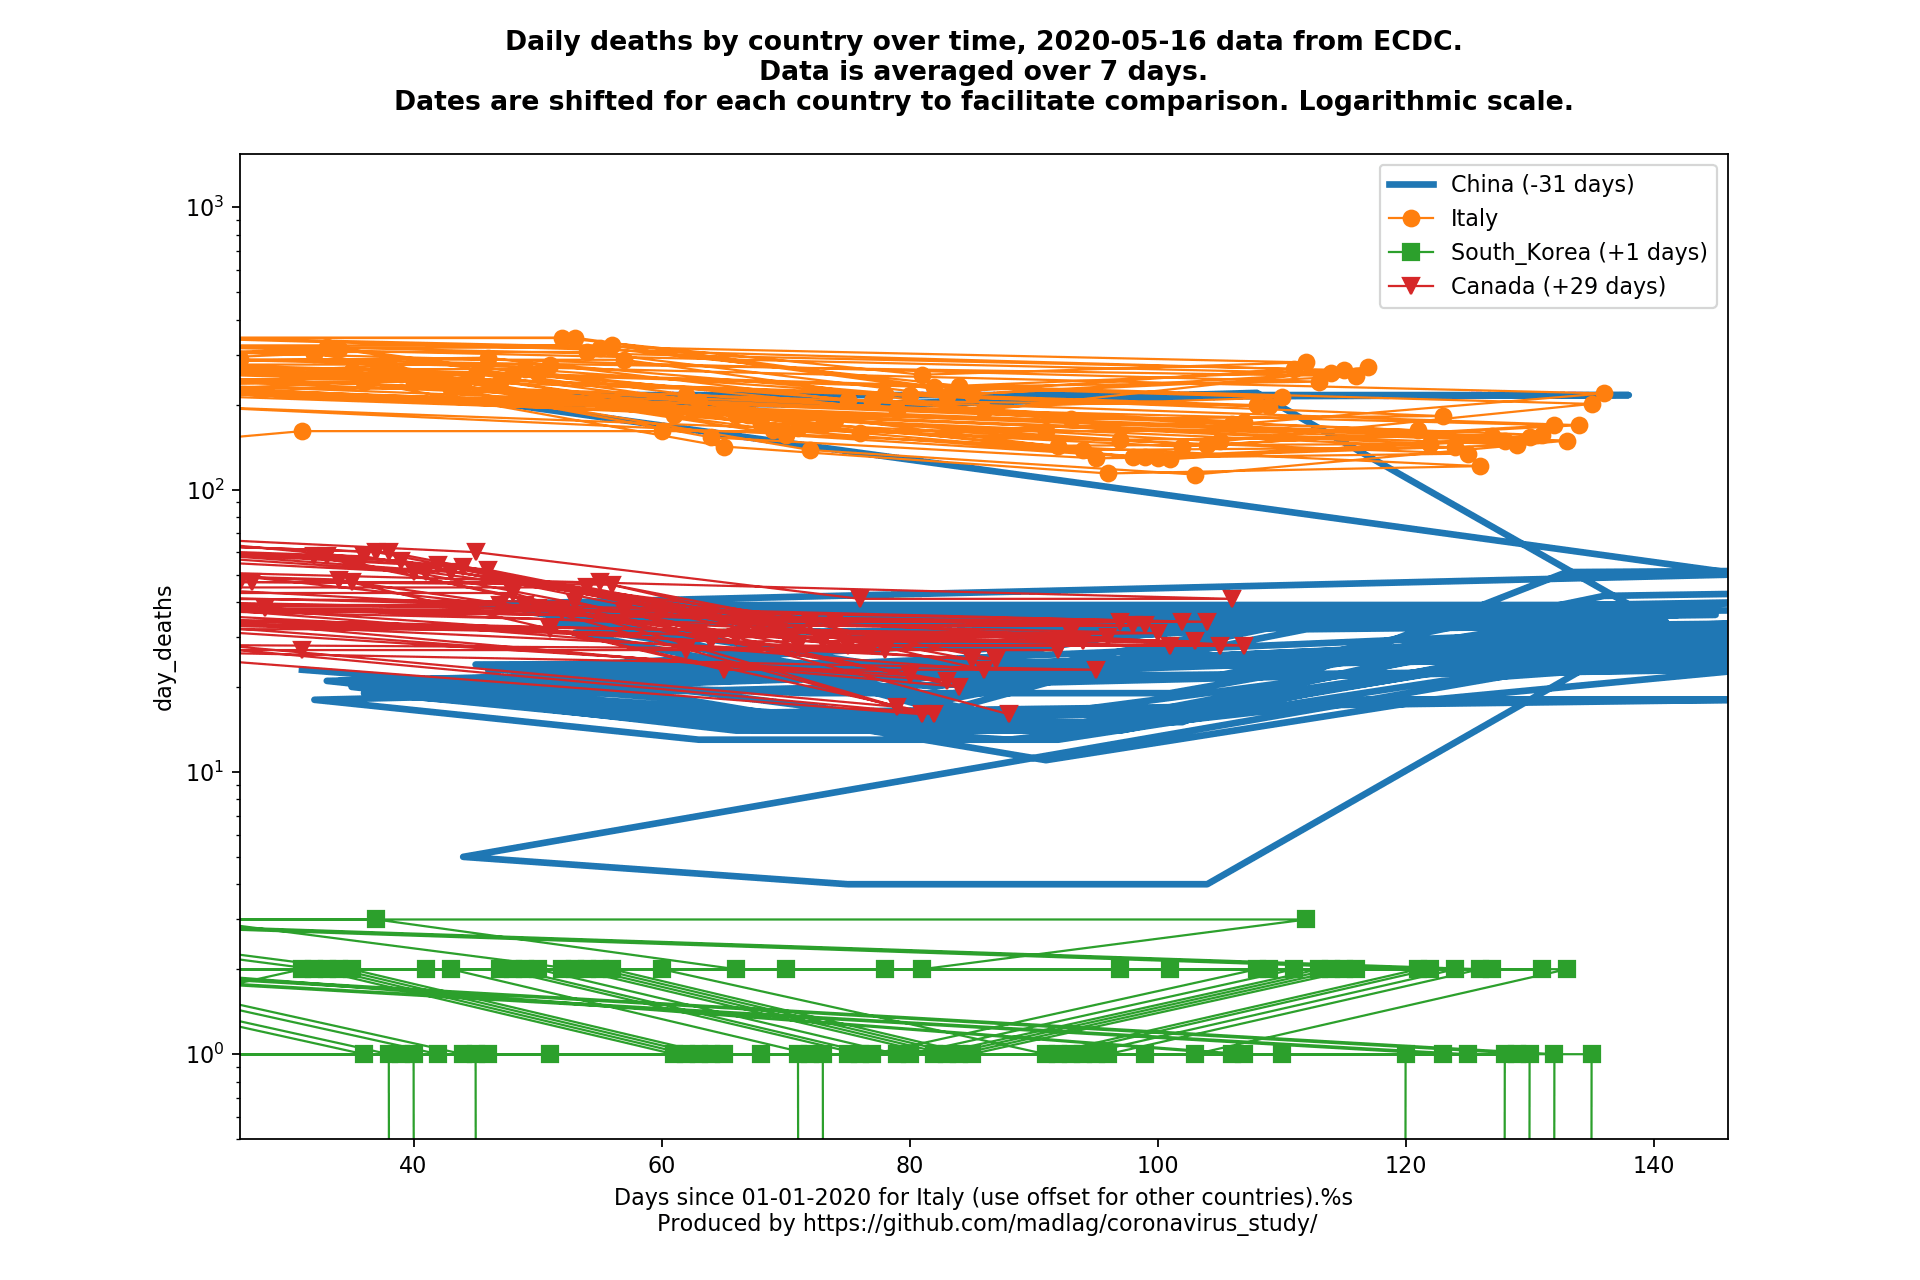 Daily deaths by country over time, 2020-05-16 data from ECDC.
Data is averaged over 7 days.
Dates are shifted for each country to facilitate comparison. Logarithmic scale.
China (-31 days)
Italy
South_Korea (+1 days)
Canada (+29 days)
10³
10²
10¹
10⁰
day_deaths
40 60 80 100 120 140
Days since 01-01-2020 for Italy (use offset for other countries).%s
Produced by https://github.com/madlag/coronavirus_study/